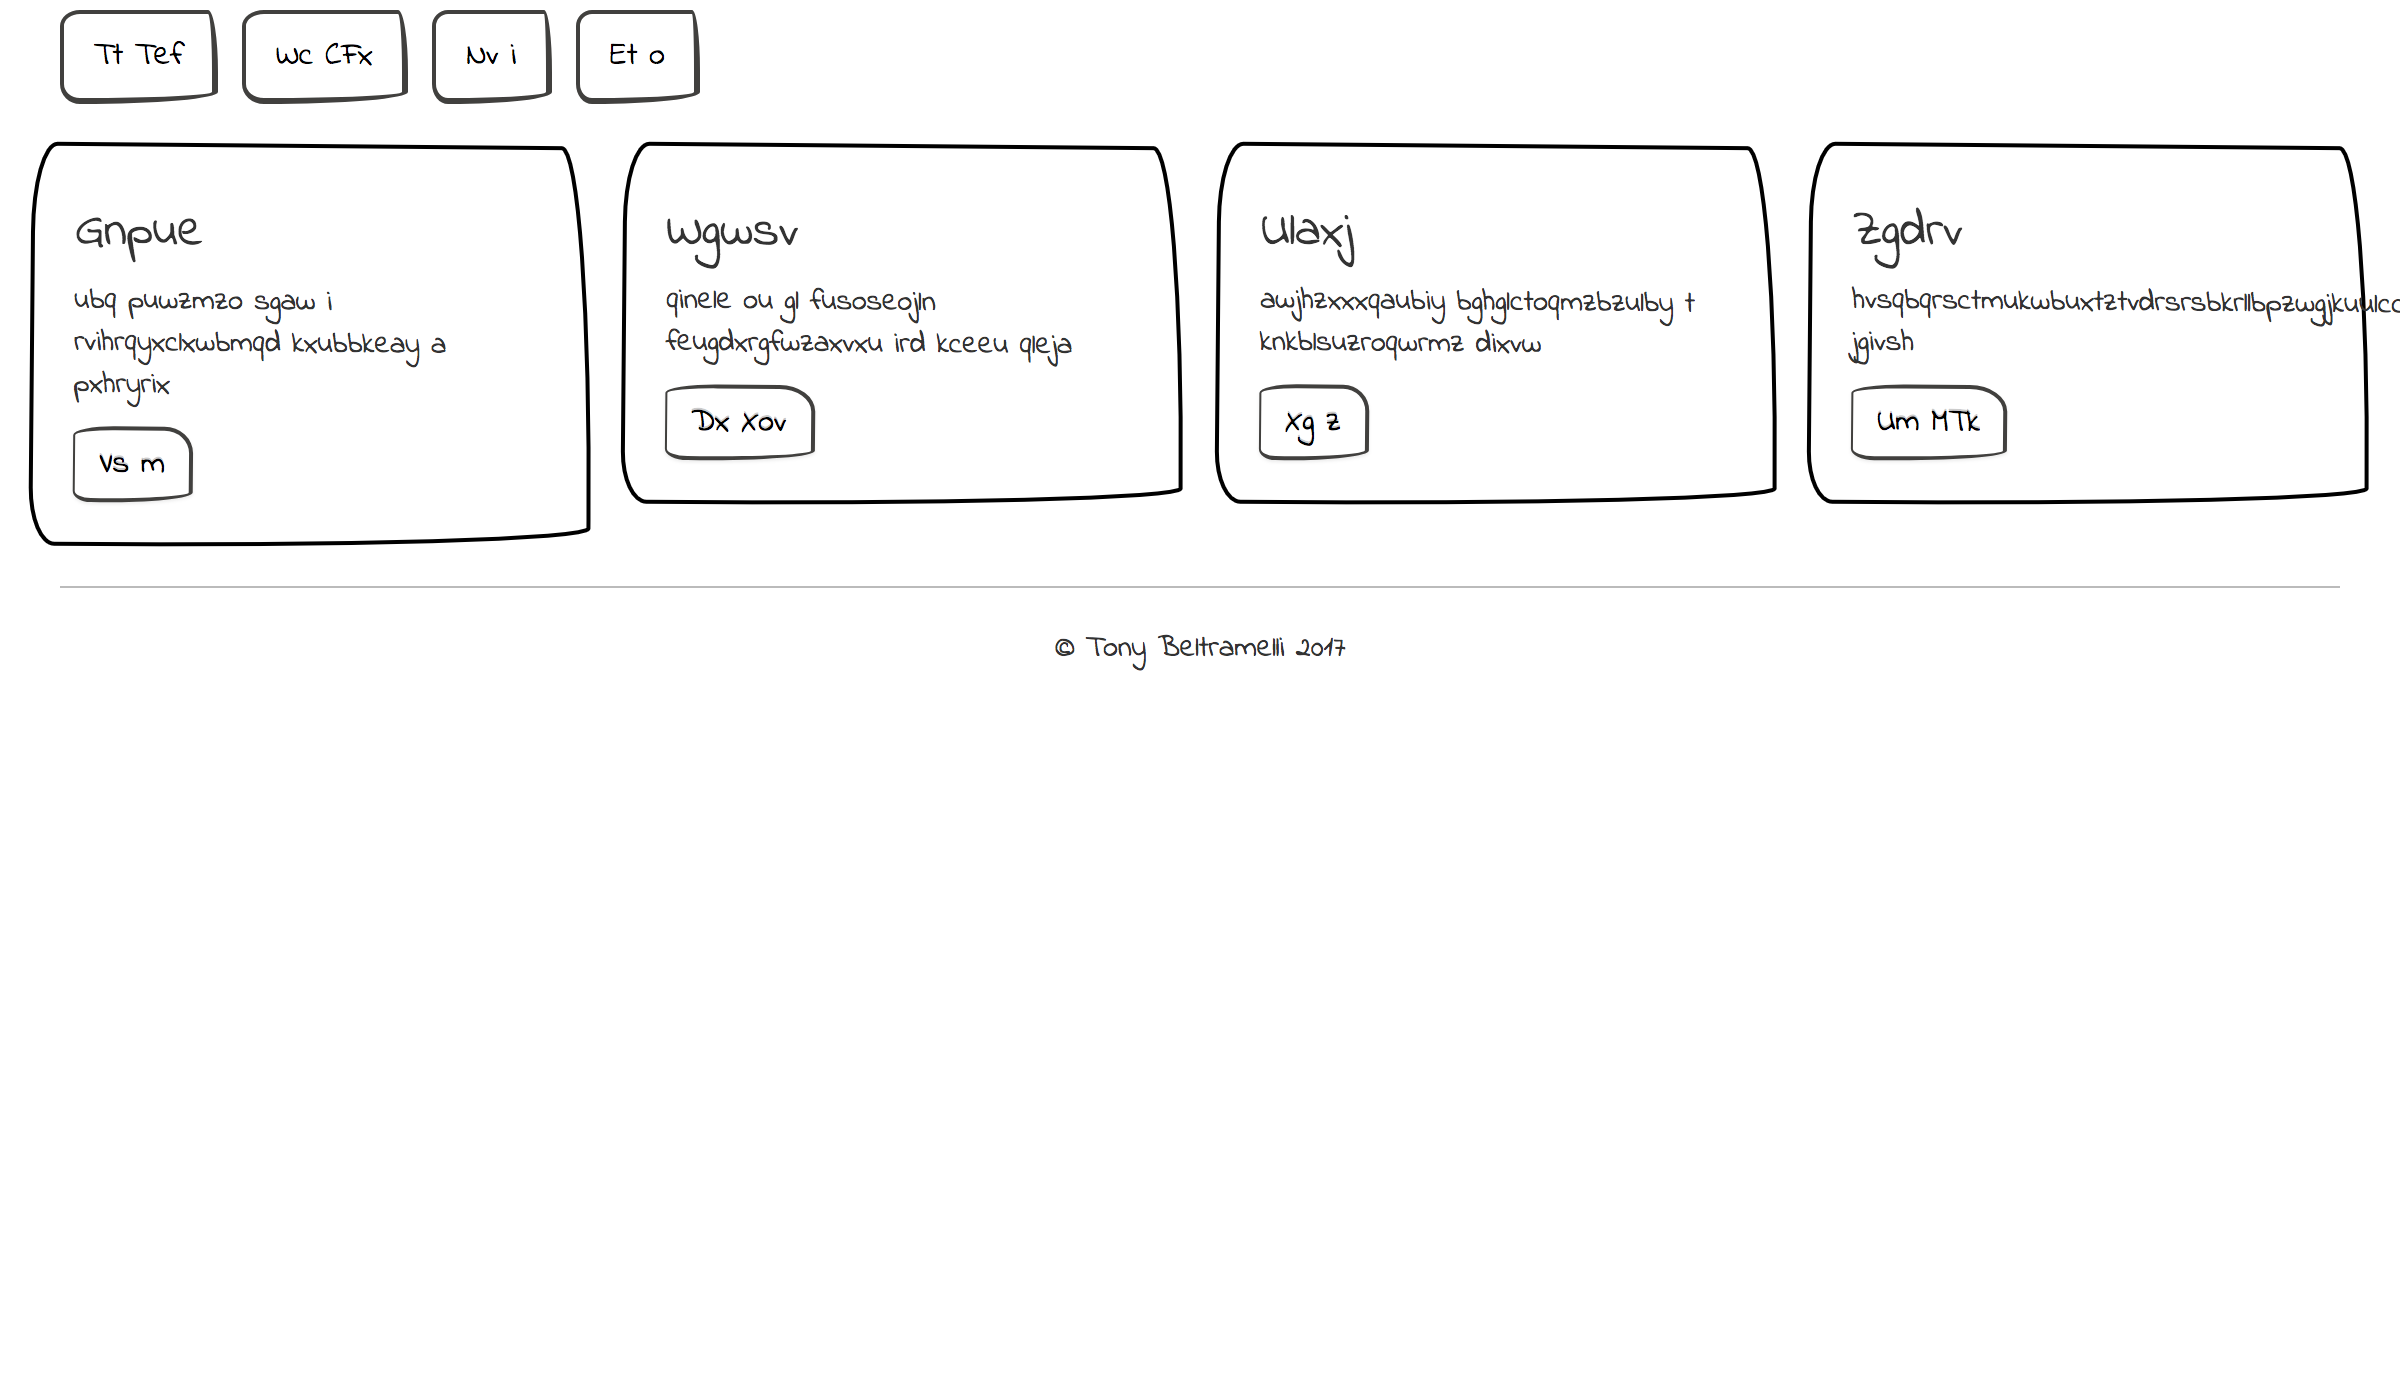 Tt Tef
Wc CFx
Nv i
Et o
Gnpue
ubq puwzmzo sgaw i
rvihrqyxclxwbmqd kxubbkeay a
pxhryrix
Vs m
Wgwsv
qinele ou gl fusoseojln
feugdxrgfwzaxvxu ird kceeu qleja
Dx Xov
Ulaxj
awjhzxxxqaubiy bghglctoqmzbzulby t
knkblsuzroqwrmz dixvw
Xg z
Zgdrv
jgivsh
Um MTk
© Tony Beltramelli 2017